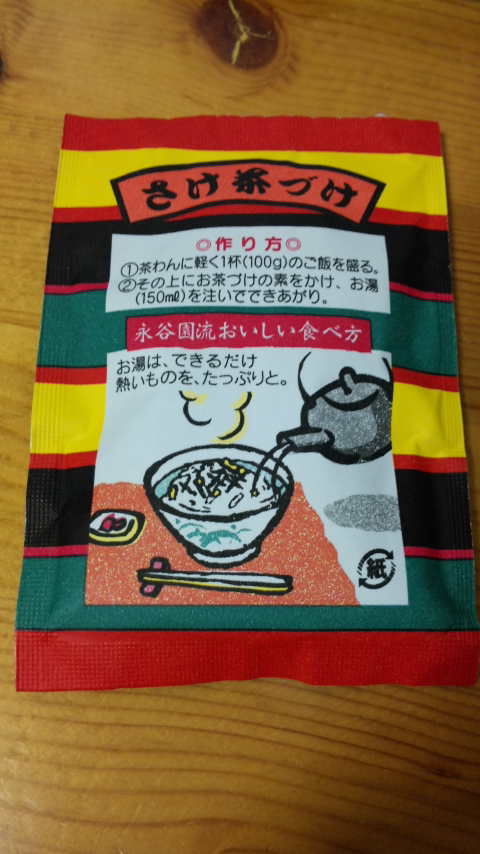 さけ茶づけ
◎作り方◎
①茶わんに軽く1杯(100g)のご飯を盛る。
②その上にお茶づけの素をかけ、お湯
(150mℓ)を注いでできあがり。
永谷園流おいしい食べ方
お湯は、できるだけ
熱いものを、たっぷりと。
紙